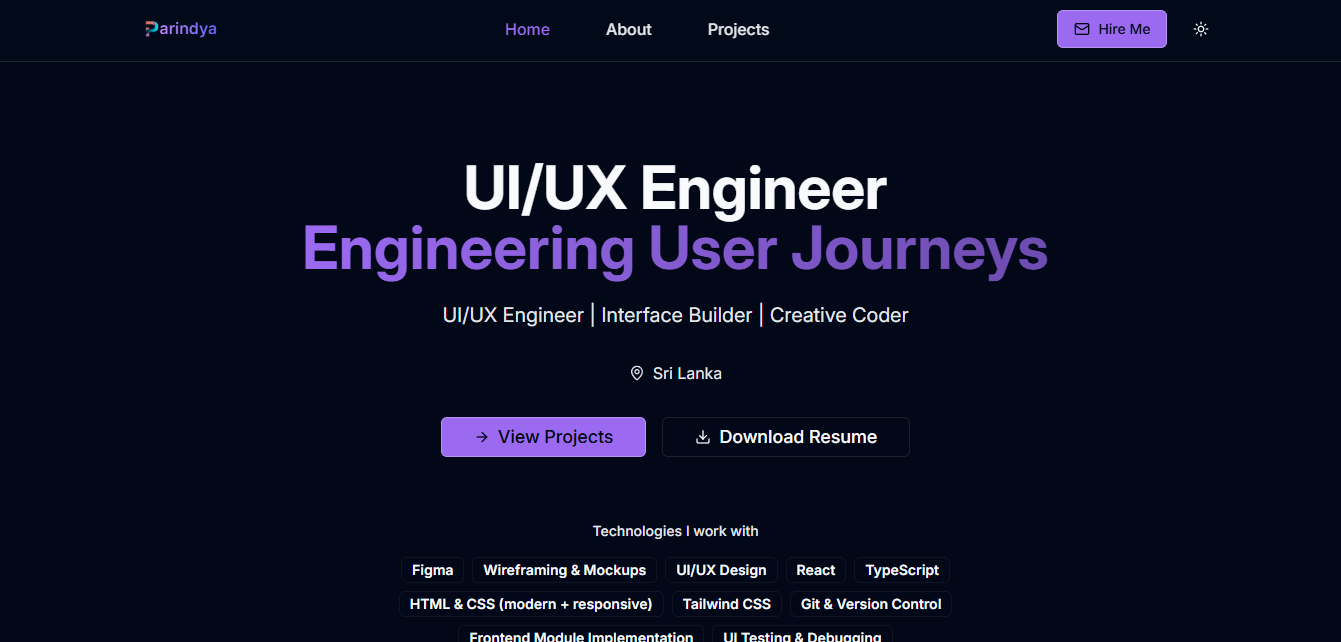 Parindya
Home About Projects
Hire Me
UI/UX Engineer
Engineering User Journeys
UI/UX Engineer | Interface Builder | Creative Coder
Sri Lanka
View Projects Download Resume
Technologies I work with
Figma Wireframing & Mockups UI/UX Design React TypeScript
HTML & CSS (modern + responsive) Tailwind CSS Git & Version Control
Frontend Module Implementation UI Testing & Debugging